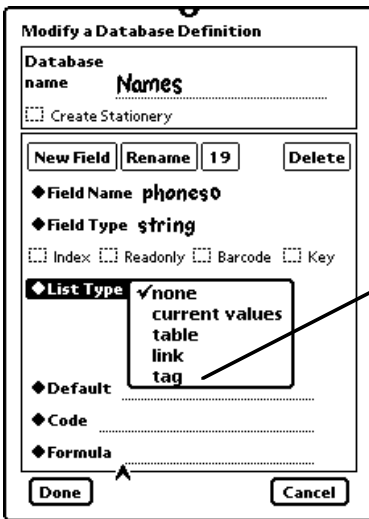 Modify a Database Definition
Database
name Names
Create Stationery
New Field Rename 19 Delete
◆Field Name phones0
◆Field Type string
Index Readonly Barcode Key
◆List Type ✓none
current values
table
link
tag
◆Default
◆Code
◆Formula
Done Cancel